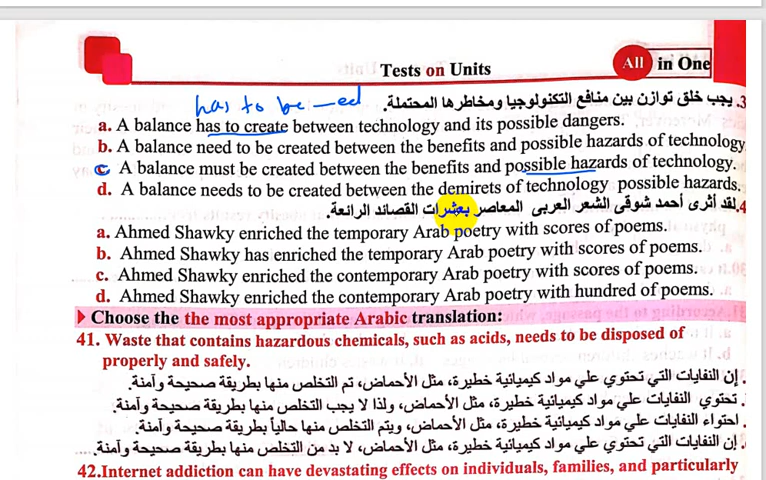 Tests on Units
All in One
has to be —ed
3. يجب خلق توازن بين منافع التكنولوجيا ومخاطرها المحتملة.
a. A balance has to create between technology and its possible dangers.
b. A balance need to be created between the benefits and possible hazards of technology
c A balance must be created between the benefits and possible hazards of technology.
d. A balance needs to be created between the demirets of technology possible hazards.
4. لقد أثرى أحمد شوقى الشعر العربى المعاصر بعشرات القصائد الرائعة.
a. Ahmed Shawky enriched the temporary Arab poetry with scores of poems.
b. Ahmed Shawky has enriched the temporary Arab poetry with scores of poems.
c. Ahmed Shawky enriched the contemporary Arab poetry with scores of poems.
d. Ahmed Shawky enriched the contemporary Arab poetry with hundred of poems.
Choose the the most appropriate Arabic translation:
41. Waste that contains hazardous chemicals, such as acids, needs to be disposed of
properly and safely.
. إن النفايات التي تحتوي علي مواد كيميائية خطيرة، مثل الأحماض، تم التخلص منها بطريقة صحيحة وآمنة.
. تحتوي النفايات علي مواد كيميائية خطيرة، مثل الأحماض، ولذا لا يجب التخلص منها بطريقة صحيحة وآمنة.
. احتواء النفايات علي مواد كيميائية خطيرة، مثل الأحماض، ويتم التخلص منها حالياً بطريقة صحيحة وآمنة.
. إن النفايات التي تحتوي علي مواد كيميائية خطيرة، مثل الأحماض، لا بد من التخلص منها بطريقة صحيحة وآمنة.
42.Internet addiction can have devastating effects on individuals, families, and particularly